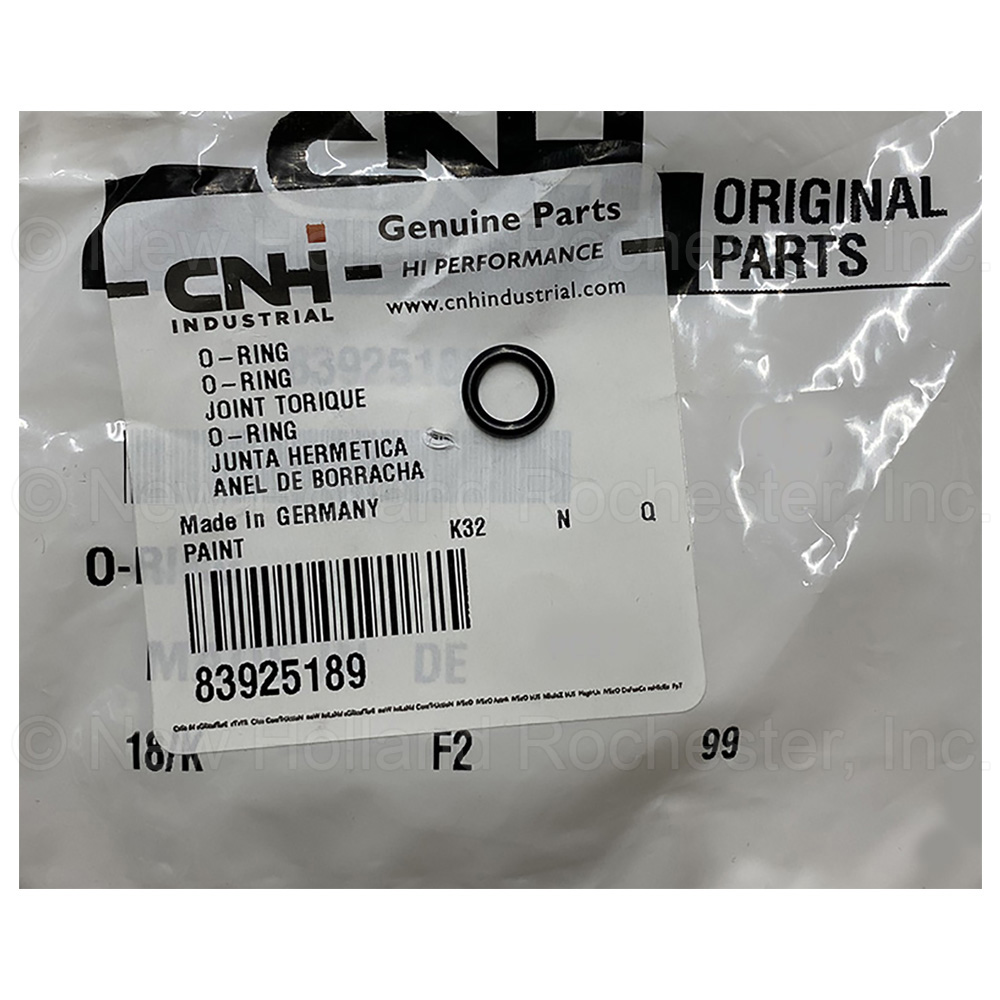 CNH
ORIGINAL
PARTS
CNH
INDUSTRIAL
Genuine Parts
HI PERFORMANCE
www.cnhindustrial.com
O-RING
O-RING
JOINT TORIQUE
O-RING
JUNTA HERMETICA
ANEL DE BORRACHA
Made in GERMANY
PAINT K32 N Q
83925189
83925189
DE
18/K F2 99
© New Holland Rochester, Inc.
© New Holland Rochester, Inc.
© New Holland Rochester, Inc.